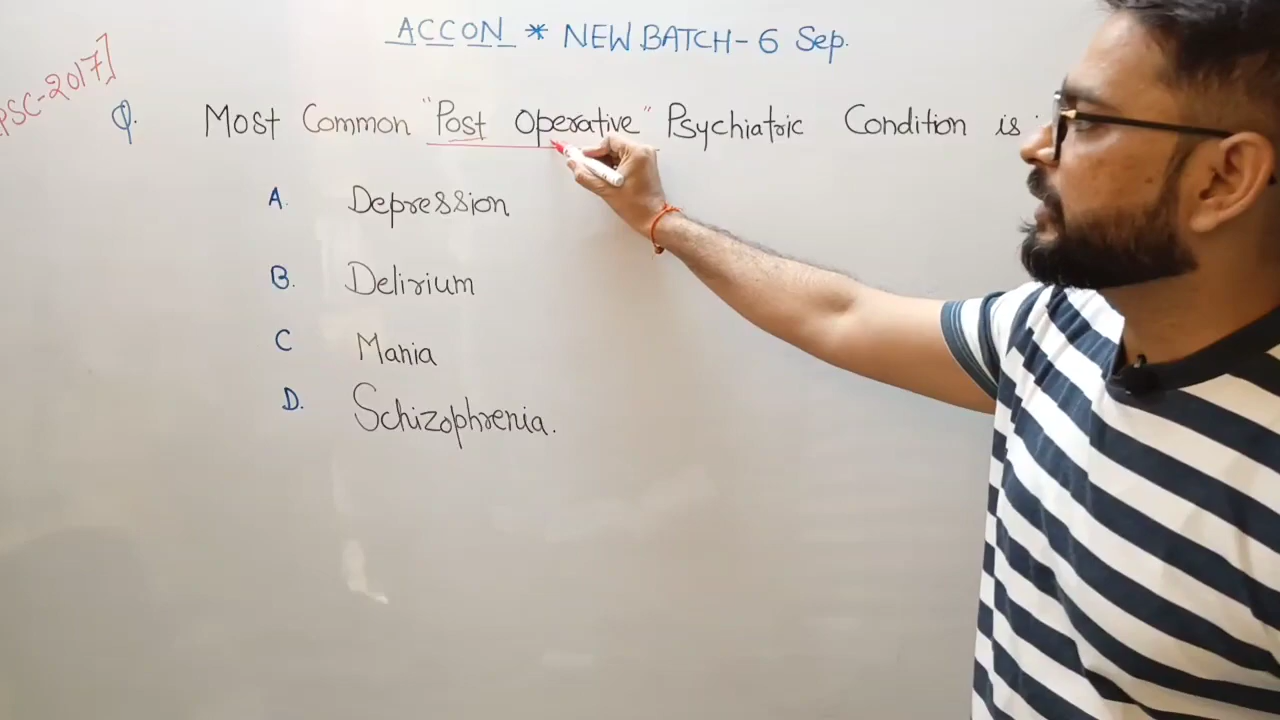 ACCON * NEW BATCH - 6 Sep.
PSC-2017]
Q. Most Common "Post Operative" Psychiatric Condition is
A. Depression
B. Delirium
C Mania
D. Schizophrenia.